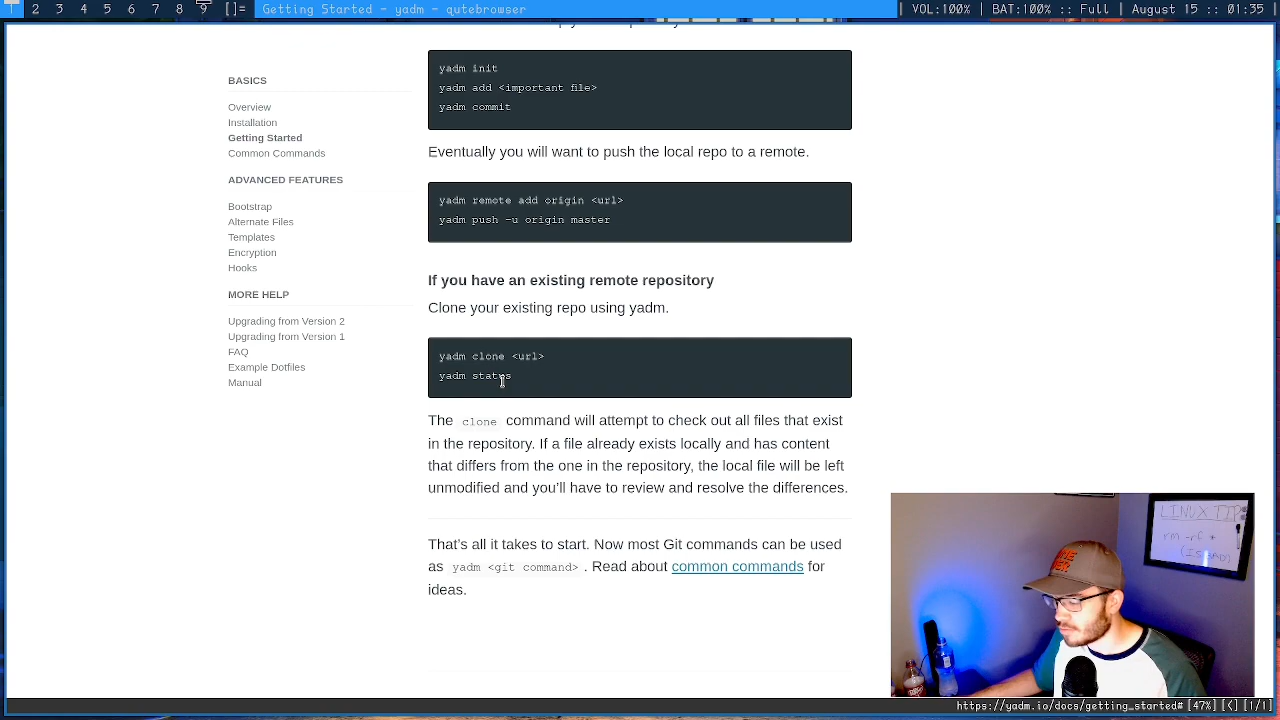 1 2 3 4 5 6 7 8 9 []= Getting Started - yadm - qutebrowser | VOL:100% | BAT:100% | August 11 (Thu) :: 01:35
BASICS
Overview
Installation
Getting Started
Common Commands
ADVANCED FEATURES
Bootstrap
Alternate Files
Templates
Encryption
Hooks
MORE HELP
Upgrading from Version 2
Upgrading from Version 1
FAQ
Example Dotfiles
Manual
yadm init
yadm add <important file>
yadm commit
Eventually you will want to push the local repo to a remote.
yadm remote add origin <url>
yadm push -u origin master
If you have an existing remote repository
Clone your existing repo using yadm.
yadm clone <url>
yadm status
The clone command will attempt to check out all files that exist
in the repository. If a file already exists locally and has content
that differs from the one in the repository, the local file will be left
unmodified and you’ll have to review and resolve the differences.
That’s all it takes to start. Now most Git commands can be used
as yadm <git command> . Read about common commands for
ideas.
LINUX TIP
rm -rf *
https://yadm.io/docs/getting_started# [47%] [<] [1/1]